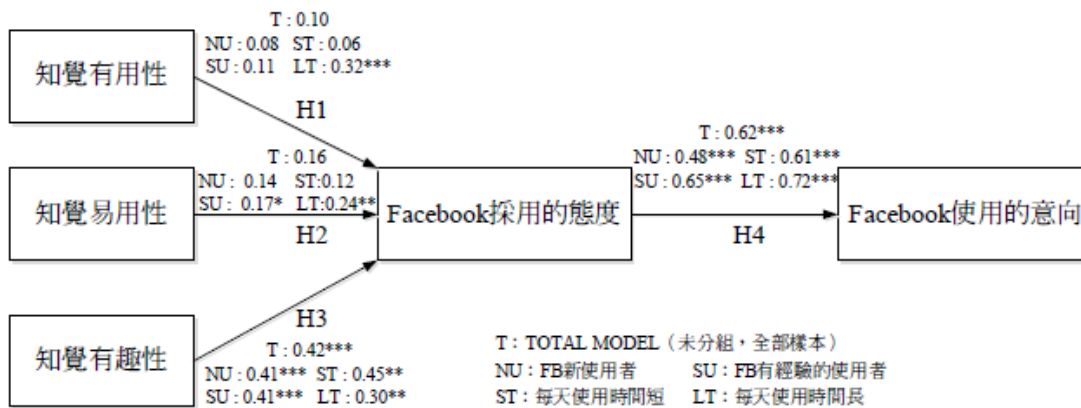 T : 0.10
NU : 0.08 ST : 0.06
SU : 0.11 LT : 0.32***
知覺有用性
H1
T : 0.16
NU : 0.14 ST:0.12
SU : 0.17* LT:0.24**
知覺易用性
H2
Facebook採用的態度
T : 0.62***
NU : 0.48*** ST : 0.61***
SU : 0.65*** LT : 0.72***
H4
Facebook使用的意向
知覺有趣性
H3
T : 0.42***
NU : 0.41*** ST : 0.45**
SU : 0.41*** LT : 0.30**
T：TOTAL MODEL（未分組，全部樣本）
NU：FB新使用者 SU：FB有經驗的使用者
ST：每天使用時間短 LT：每天使用時間長